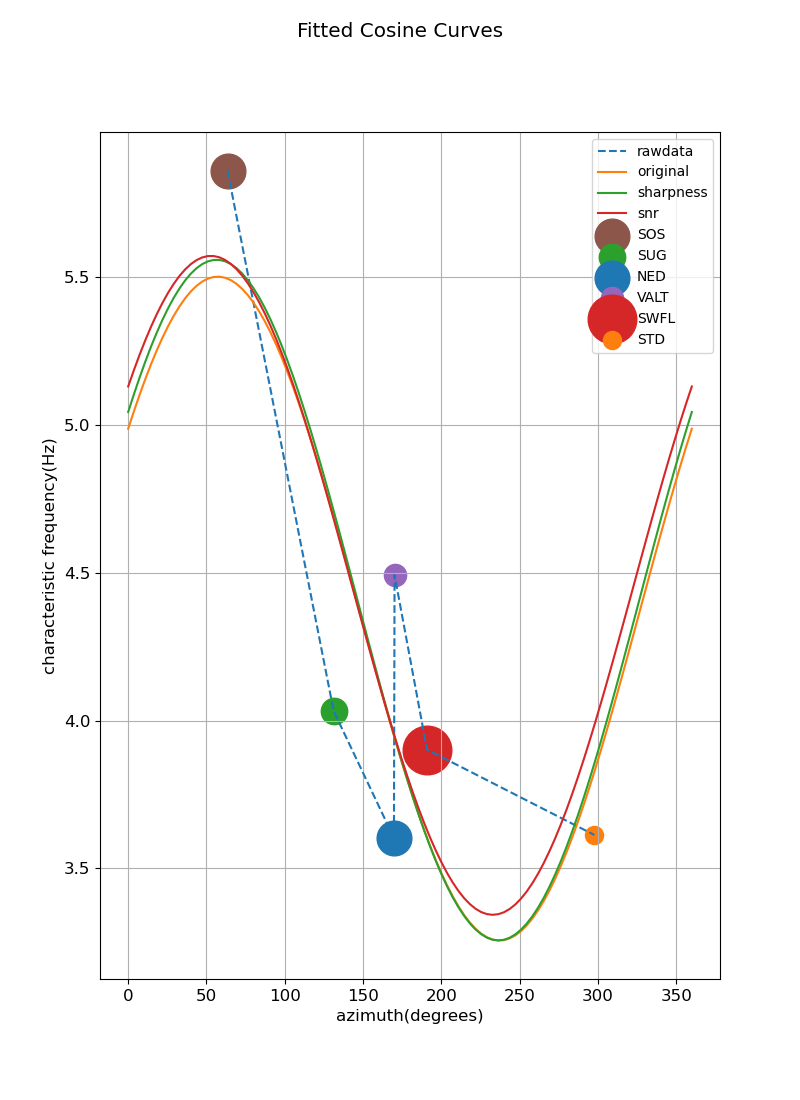 Fitted Cosine Curves
rawdata
original
sharpness
snr
SOS
SUG
NED
VALT
SWFL
STD
5.5
5.0
4.5
4.0
3.5
characteristic frequency(Hz)
0 50 100 150 200 250 300 350
azimuth(degrees)